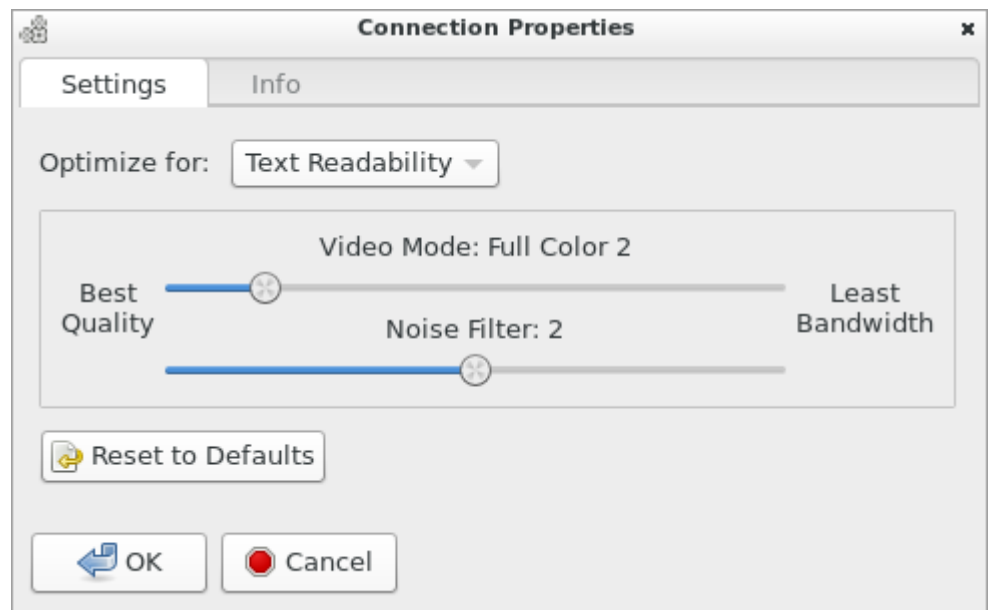 Connection Properties
Settings Info
Optimize for: Text Readability
Video Mode: Full Color 2
Best Quality
Least Bandwidth
Noise Filter: 2
Reset to Defaults
OK Cancel